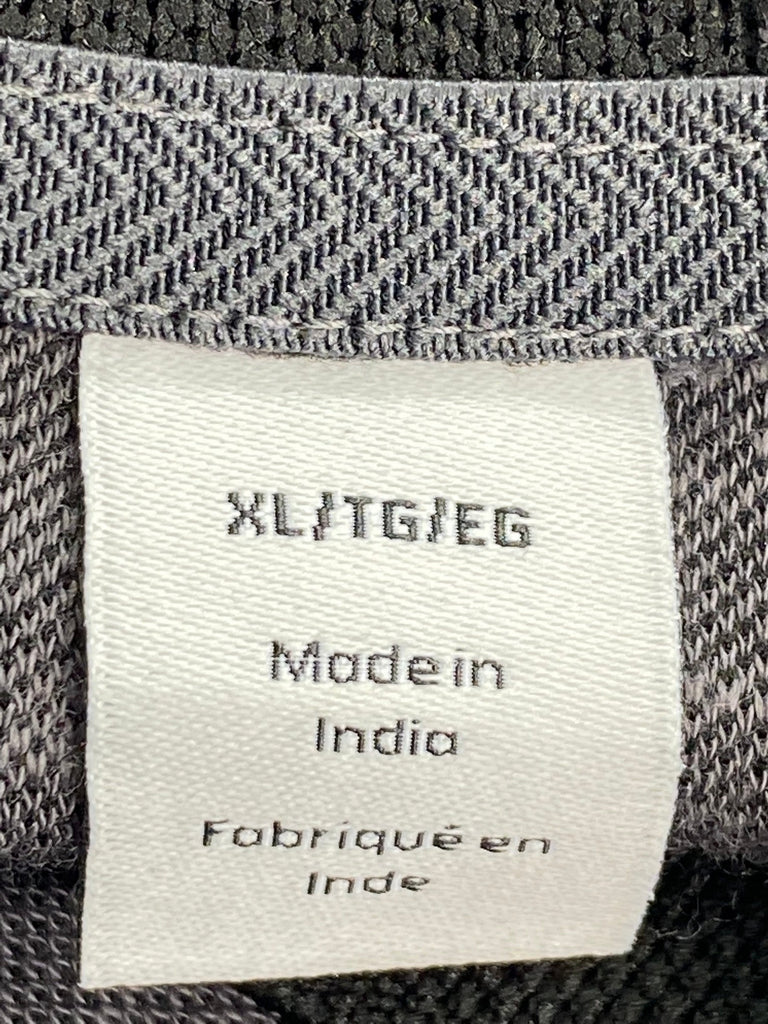 XL/TG/EG
Made in
India
Fabriqué en
Inde